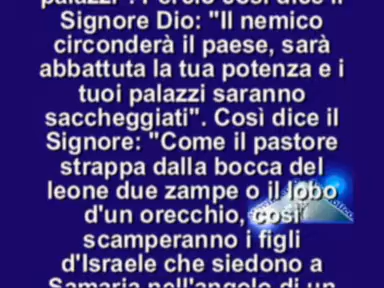 palazzi". Perciò così dice il
Signore Dio: "Il nemico
circonderà il paese, sarà
abbattuta la tua potenza e i
tuoi palazzi saranno
saccheggiati". Così dice il
Signore: "Come il pastore
strappa dalla bocca del
leone due zampe o il lobo
d'un orecchio, così
scamperanno i figli
d'Israele che siedono a
Samaria nell'angolo di un